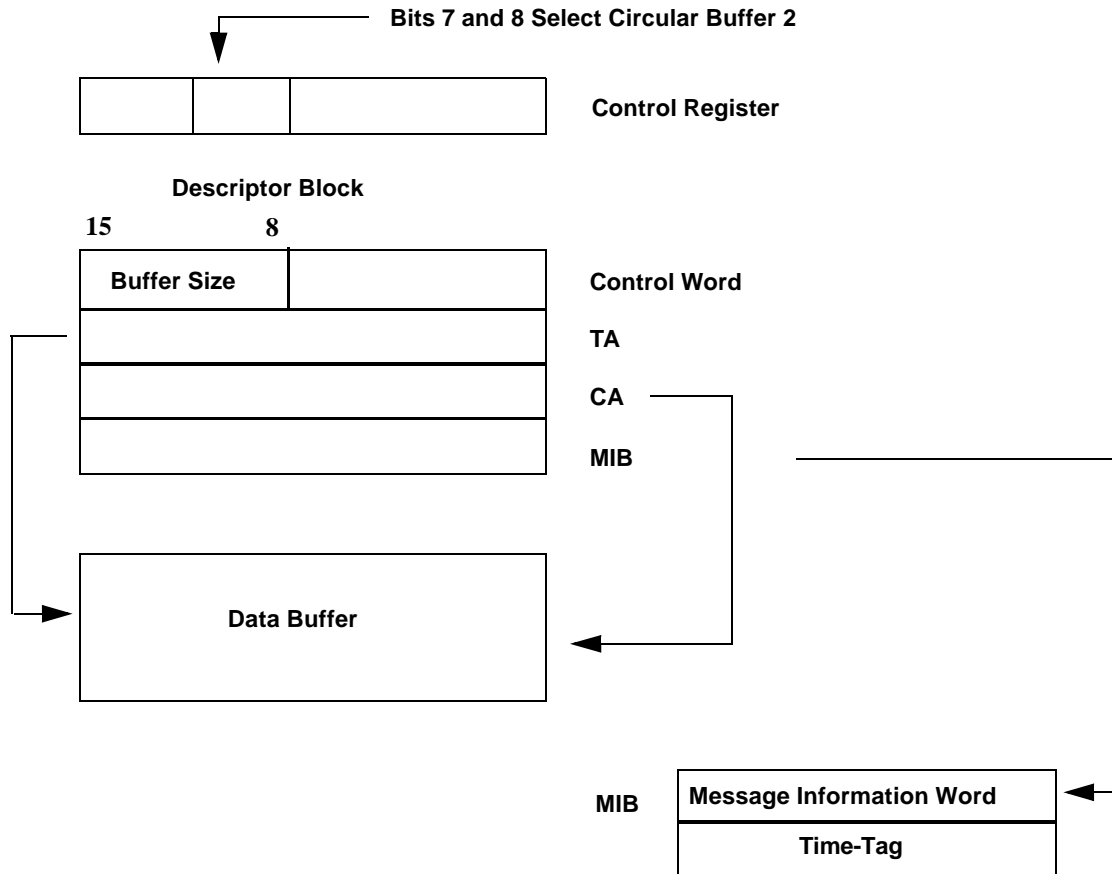 Bits 7 and 8 Select Circular Buffer 2
Control Register
Descriptor Block
15 8
Buffer Size
Control Word
TA
CA
MIB
Data Buffer
MIB
Message Information Word
Time-Tag